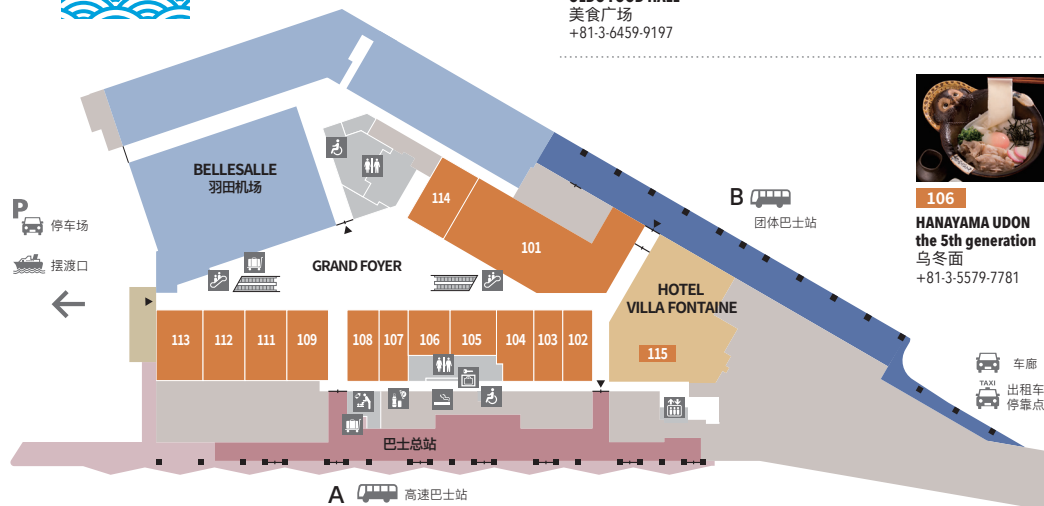 美食广场
+81-3-6459-9197
BELLESALLE
羽田机场
P
停车场
摆渡口
GRAND FOYER
114
101
B
团体巴士站
106
HANAYAMA UDON
the 5th generation
乌冬面
+81-3-5579-7781
HOTEL
VILLA FONTAINE
115
113
112
111
109
108
107
106
105
104
103
102
车廊
TAXI
出租车
停靠点
巴士总站
A
高速巴士站